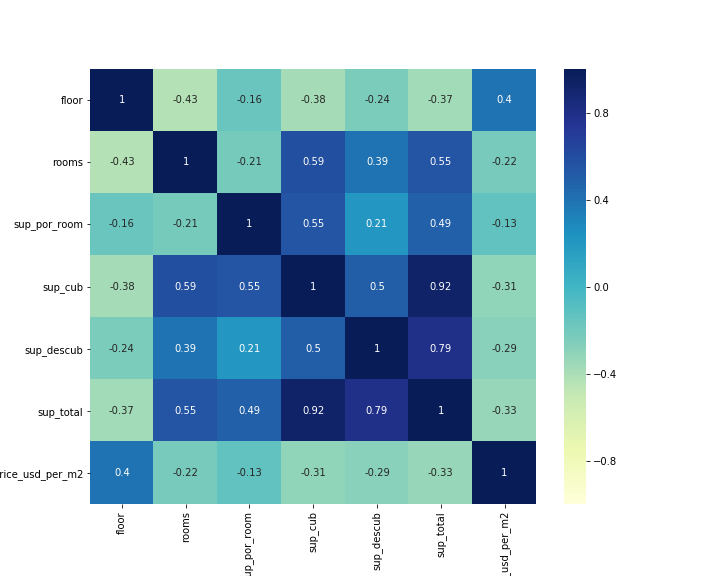 floor 1 -0.43 -0.16 -0.38 -0.24 -0.37 0.4
rooms -0.43 1 -0.21 0.59 0.39 0.55 -0.22
sup_por_room -0.16 -0.21 1 0.55 0.21 0.49 -0.13
sup_cub -0.38 0.59 0.55 1 0.5 0.92 -0.31
sup_descub -0.24 0.39 0.21 0.5 1 0.79 -0.29
sup_total -0.37 0.55 0.49 0.92 0.79 1 -0.33
rice_usd_per_m2 0.4 -0.22 -0.13 -0.31 -0.29 -0.33 1
floor
rooms
up_por_room
sup_cub
sup_descub
sup_total
_usd_per_m2
0.8
0.4
0.0
−0.4
−0.8